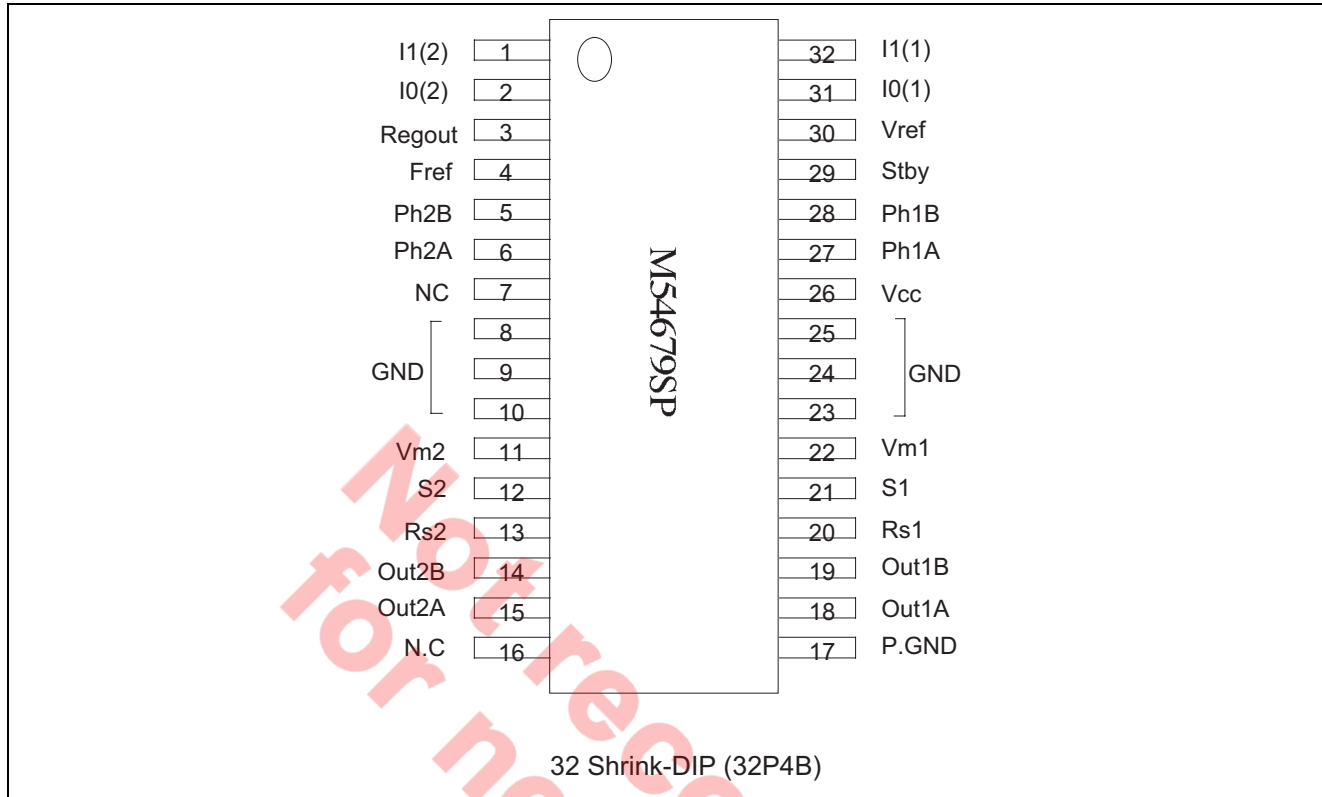 I1(2) 1 32 I1(1)
I0(2) 2 31 I0(1)
Regout 3 30 Vref
Fref 4 29 Stby
Ph2B 5 28 Ph1B
Ph2A 6 27 Ph1A
NC 7 26 Vcc
8 25
GND 9 24 GND
10 23
Vm2 11 22 Vm1
S2 12 21 S1
Rs2 13 20 Rs1
Out2B 14 19 Out1B
Out2A 15 18 Out1A
N.C 16 17 P.GND
M54679SP
32 Shrink-DIP (32P4B)
Not
for